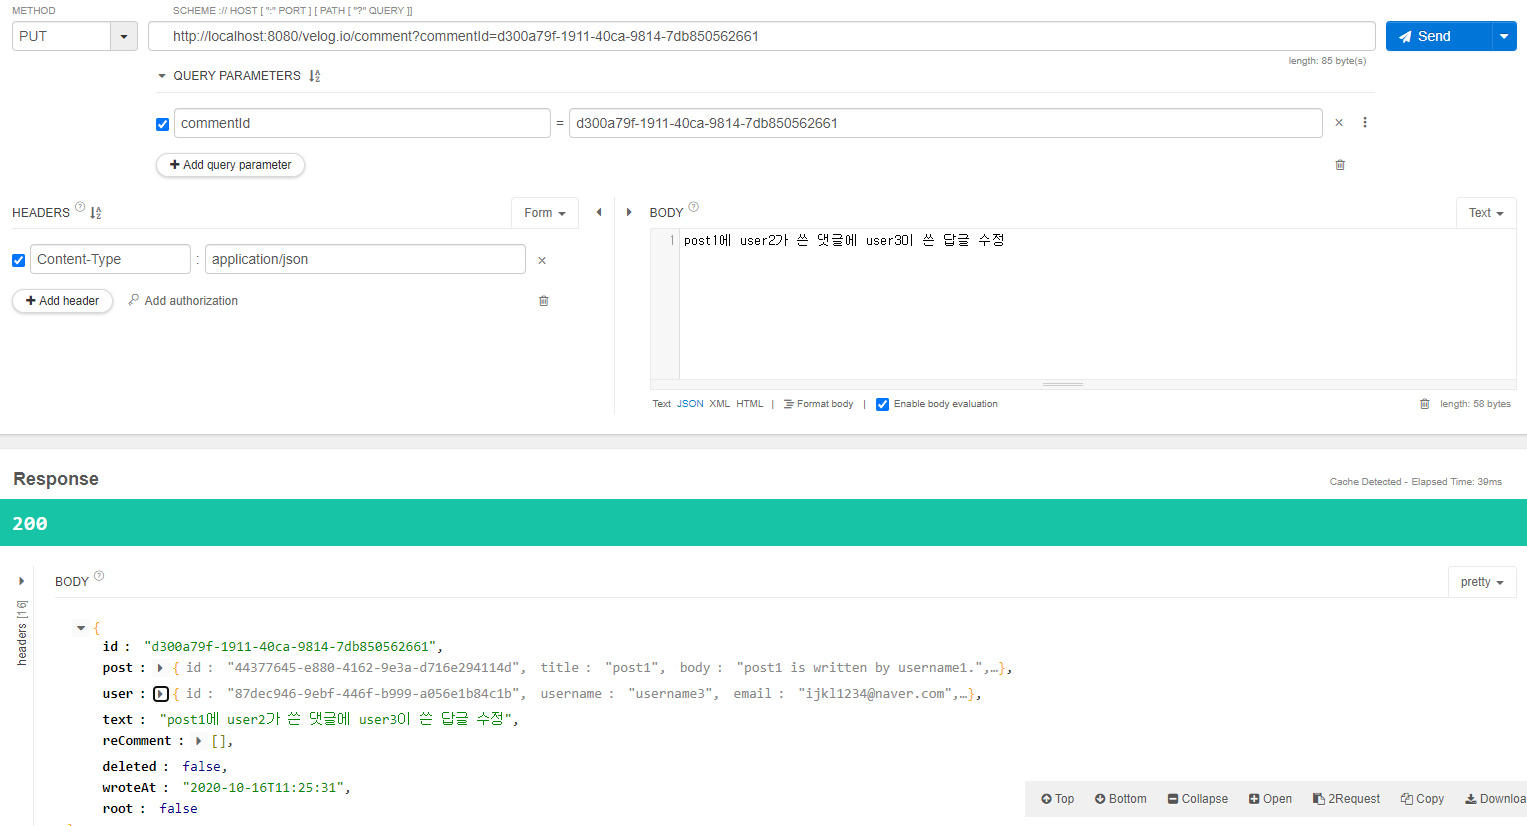 METHOD
SCHEME :// HOST [ ":" PORT ] [ PATH [ "?" QUERY ]]
PUT
http://localhost:8080/velog.io/comment?commentId=d300a79f-1911-40ca-9814-7db850562661
Send
length: 85 byte(s)
QUERY PARAMETERS
commentId = d300a79f-1911-40ca-9814-7db850562661
Add query parameter
HEADERS
Form
BODY
Text
Content-Type : application/json
Add header
Add authorization
1 post1에 user2가 쓴 댓글에 user3이 쓴 답글 수정
Text JSON XML HTML | Format body | Enable body evaluation
length: 58 bytes
Response
Cache Detected - Elapsed Time: 39ms
200
headers [16]
BODY
pretty
{
id : "d300a79f-1911-40ca-9814-7db850562661",
post : { id : "44377645-e880-4162-9e3a-d716e294114d", title : "post1", body : "post1 is written by username1.",…},
user : { id : "87dec946-9ebf-446f-b999-a056e1b84c1b", username : "username3", email : "ijkl1234@naver.com",…},
text : "post1에 user2가 쓴 댓글에 user3이 쓴 답글 수정",
reComment : [],
deleted : false,
wroteAt : "2020-10-16T11:25:31",
root : false
Top Bottom Collapse Open 2Request Copy Downloa